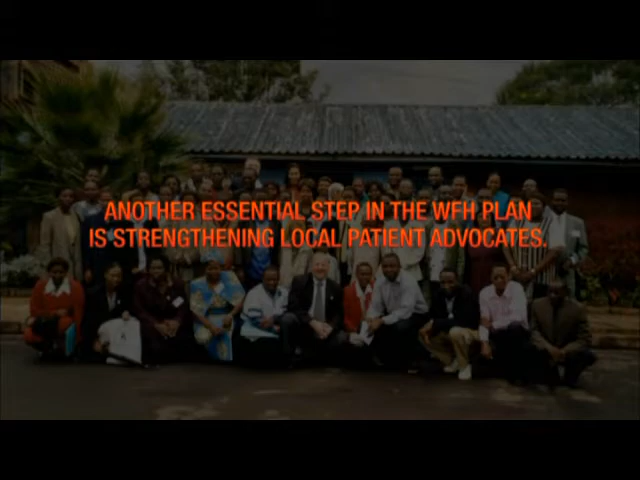 ANOTHER ESSENTIAL STEP IN THE WFH PLAN
IS STRENGTHENING LOCAL PATIENT ADVOCATES.